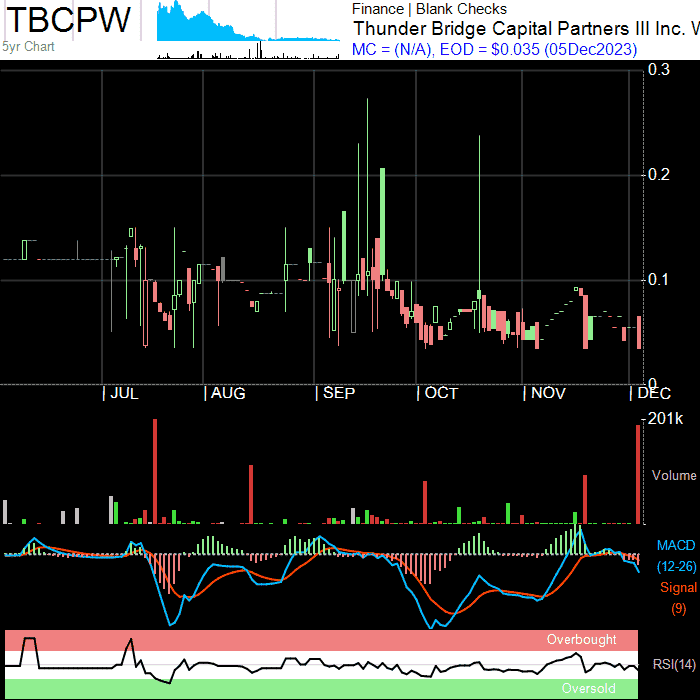 TBCPW
5yr Chart
Finance | Blank Checks
Thunder Bridge Capital Partners III Inc. W
MC = (N/A), EOD = $0.035 (05Dec2023)
0.3
0.2
0.1
0
JUL AUG SEP OCT NOV DEC
201k
Volume
MACD
(12-26)
Signal
(9)
Overbought
RSI(14)
Oversold